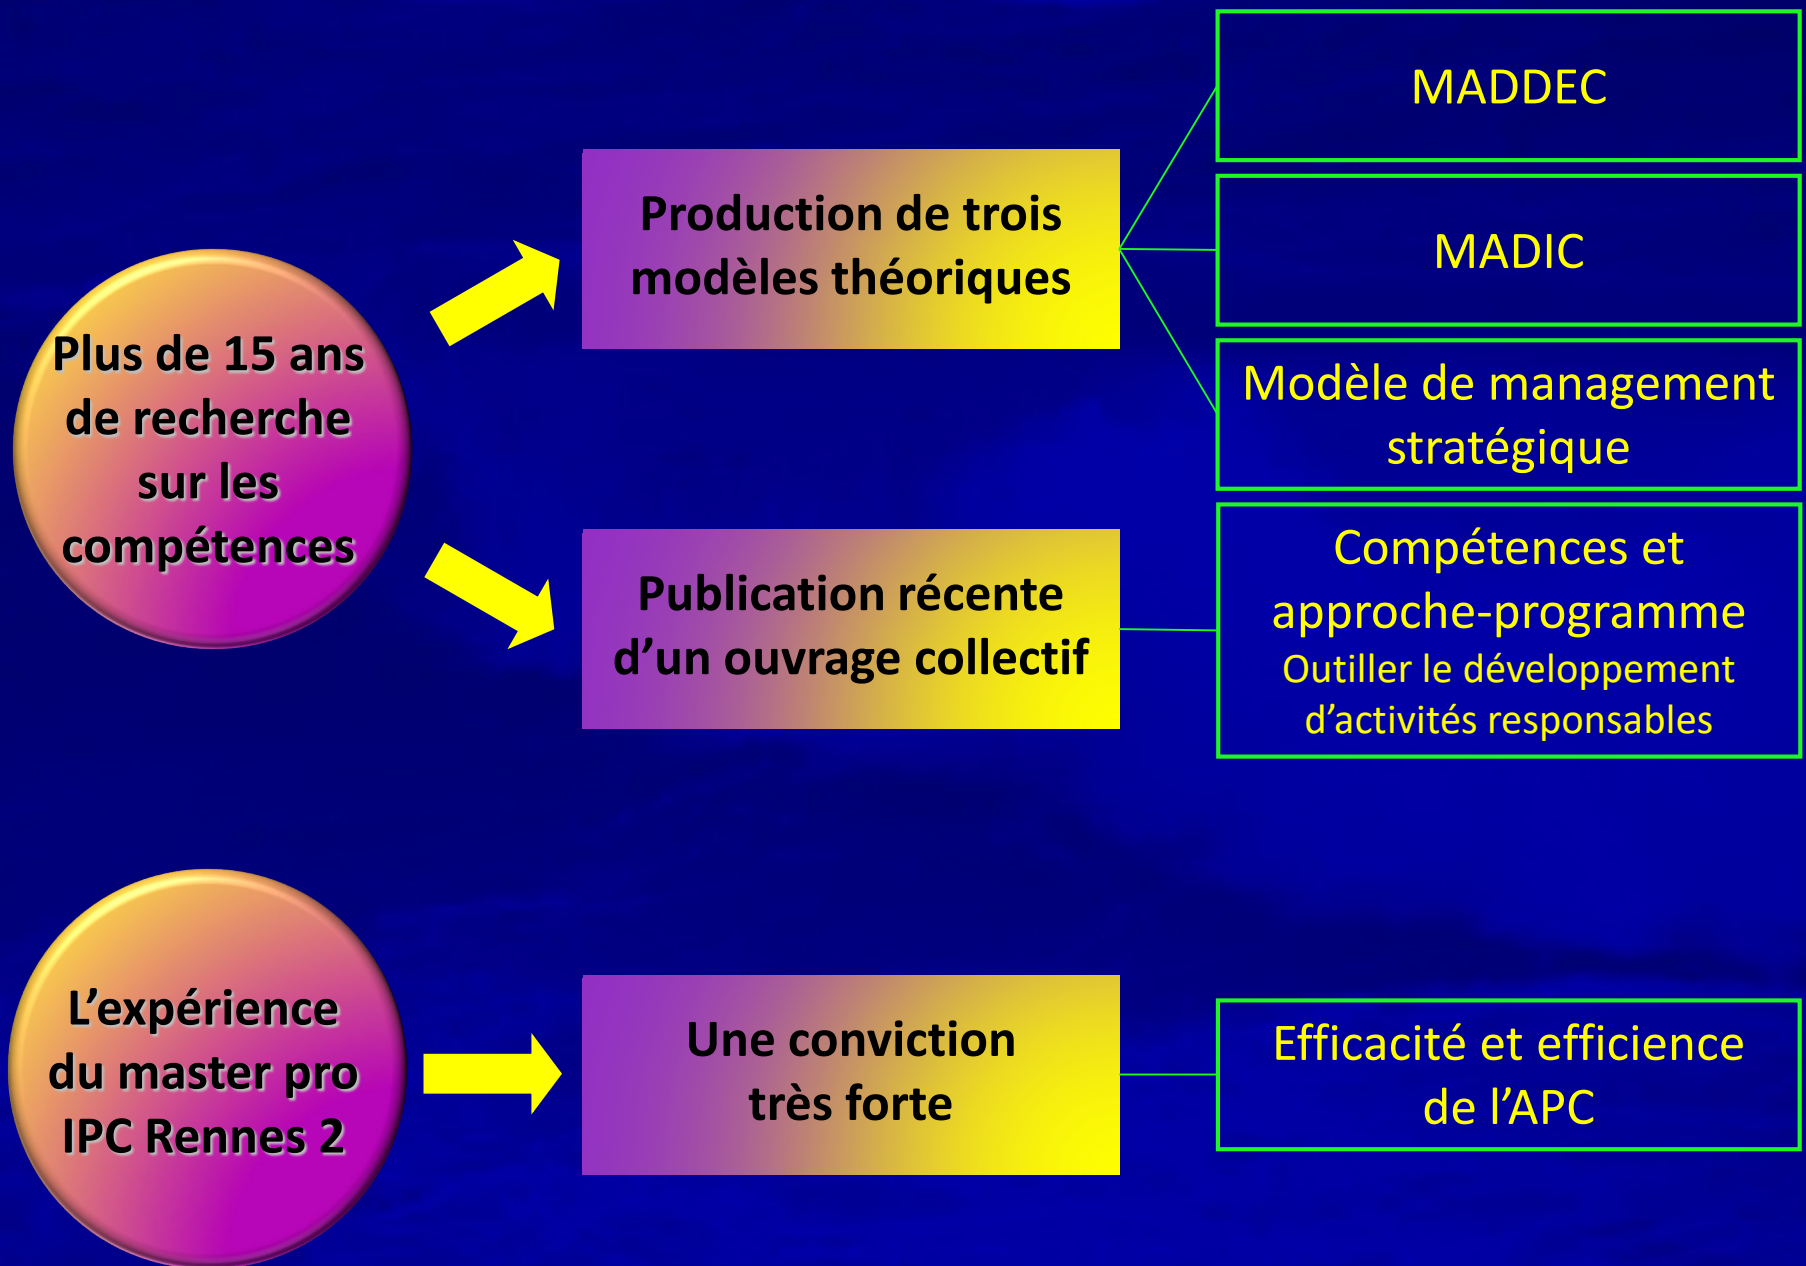 Plus de 15 ans
de recherche
sur les
compétences
Production de trois
modèles théoriques
MADDEC
MADIC
Modèle de management
stratégique
Publication récente
d’un ouvrage collectif
Compétences et
approche-programme
Outiller le développement
d’activités responsables
L’expérience
du master pro
IPC Rennes 2
Une conviction
très forte
Efficacité et efficience
de l’APC